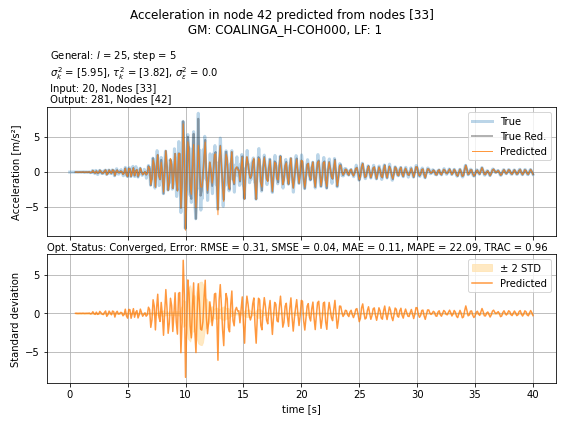 Acceleration in node 42 predicted from nodes [33]
GM: COALINGA_H-COH000, LF: 1
General: l = 25, step = 5
σ²ₖ = [5.95], τ²ₖ = [3.82], σ²ε = 0.0
Input: 20, Nodes [33]
Output: 281, Nodes [42]
Acceleration [m/s²]
5
0
−5
True
True Red.
Predicted
Opt. Status: Converged, Error: RMSE = 0.31, SMSE = 0.04, MAE = 0.11, MAPE = 22.09, TRAC = 0.96
Standard deviation
5
0
−5
± 2 STD
Predicted
0 5 10 15 20 25 30 35 40
time [s]